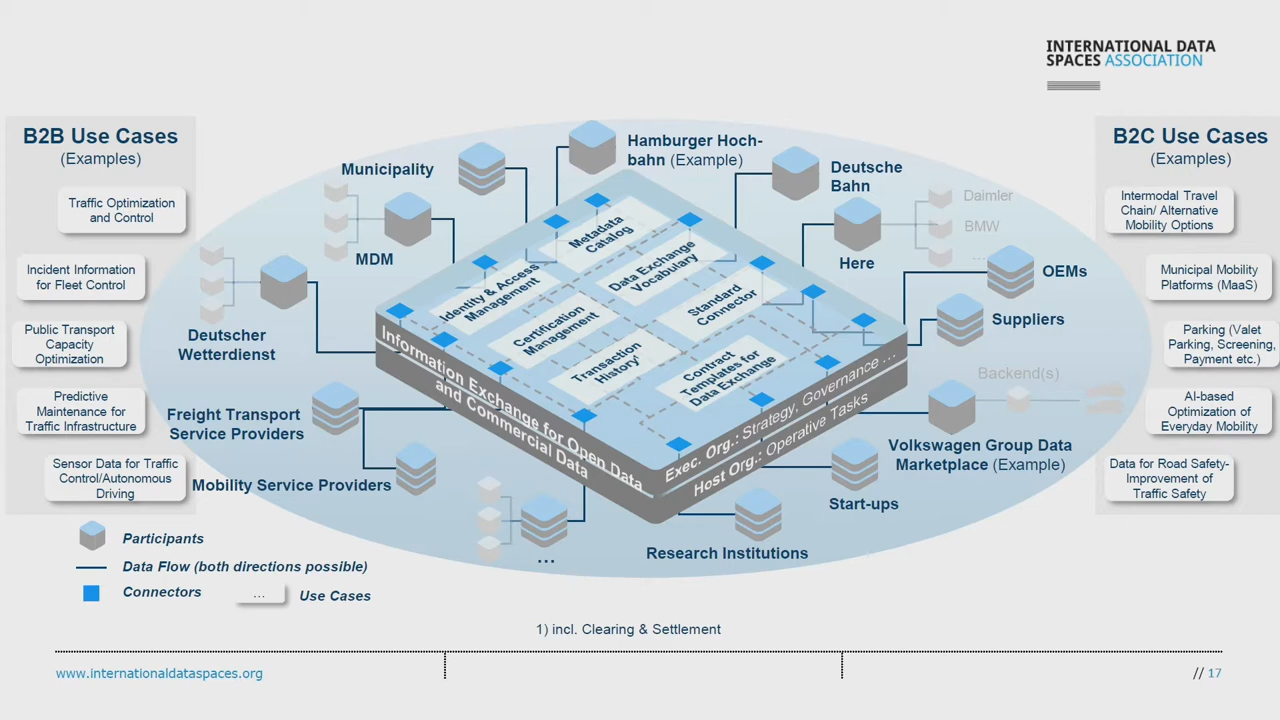 INTERNATIONAL DATA
SPACES ASSOCIATION
B2B Use Cases
(Examples)
Traffic Optimization
and Control
Incident Information
for Fleet Control
Public Transport
Capacity
Optimization
Predictive
Maintenance for
Traffic Infrastructure
Sensor Data for Traffic
Control/Autonomous
Driving
Municipality
Hamburger Hoch-
bahn (Example)
Deutsche
Bahn
MDM
Here
Daimler
BMW
...
OEMs
Suppliers
Deutscher
Wetterdienst
Freight Transport
Service Providers
Mobility Service Providers
Backend(s)
Volkswagen Group Data
Marketplace (Example)
Start-ups
Research Institutions
...
Metadata
Catalog
Identity & Access
Management
Data Exchange
Vocabulary
Certification
Management
Standard
Connector
Transaction
History¹
Contract
Templates for
Data Exchange
Information Exchange for Open Data
and Commercial Data
Exec. Org.: Strategy, Governance ...
Host Org.: Operative Tasks
B2C Use Cases
(Examples)
Intermodal Travel
Chain/ Alternative
Mobility Options
Municipal Mobility
Platforms (MaaS)
Parking (Valet
Parking, Screening,
Payment etc.)
AI-based
Optimization of
Everyday Mobility
Data for Road Safety-
Improvement of
Traffic Safety
Participants
Data Flow (both directions possible)
Connectors
...
Use Cases
1) incl. Clearing & Settlement
www.internationaldataspaces.org
// 17